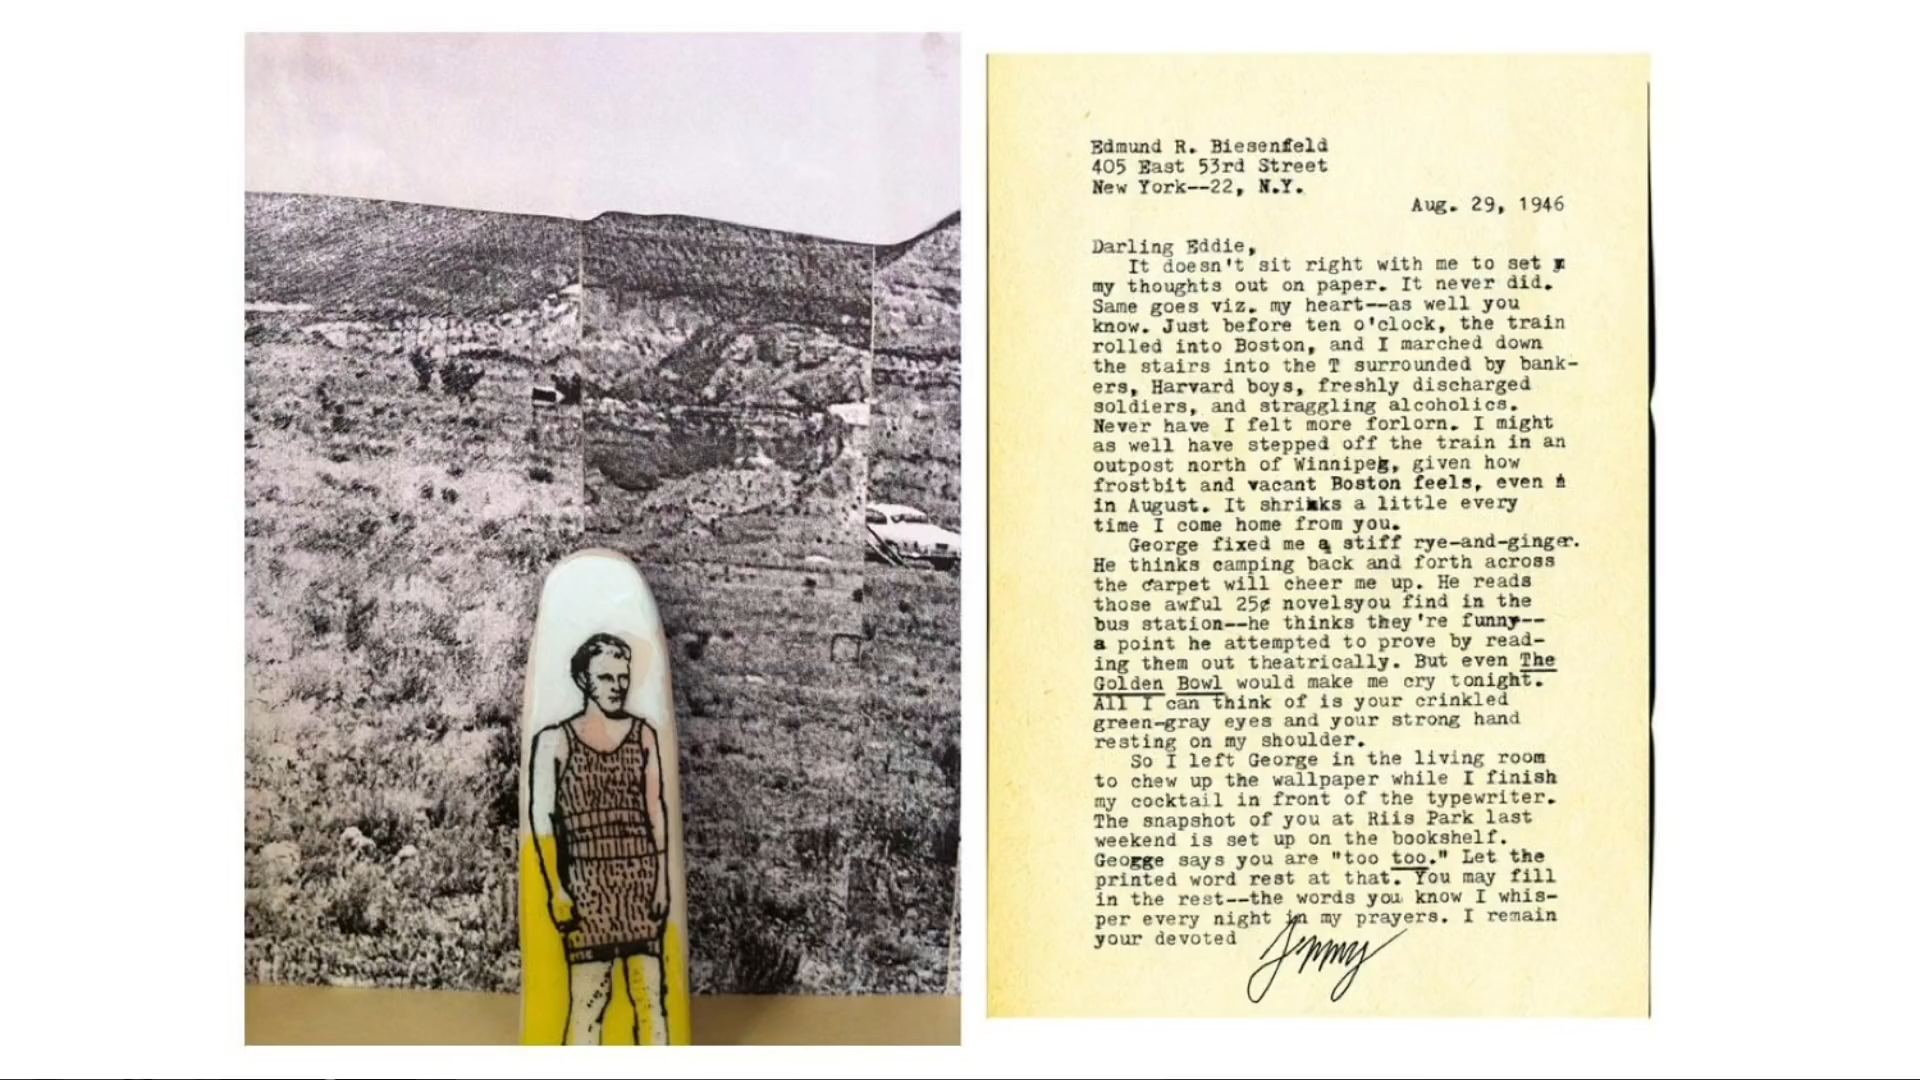 Edmund R. Biesenfeld
405 East 53rd Street
New York--22, N.Y.
Aug. 29, 1946
Darling Eddie,
It doesn't sit right with me to set
my thoughts out on paper. It never did.
Same goes viz. my heart--as well you
know. Just before ten o'clock, the train
rolled into Boston, and I marched down
the stairs into the T surrounded by bank-
ers, Harvard boys, freshly discharged
soldiers, and straggling alcoholics.
Never have I felt more forlorn. I might
as well have stepped off the train in an
outpost north of Winnipeg, given how
frostbit and vacant Boston feels, even
in August. It shrinks a little every
time I come home from you.
George fixed me a stiff rye-and-ginger.
He thinks camping back and forth across
the carpet will cheer me up. He reads
those awful 25¢ novelsyou find in the
bus station--he thinks they're funny--
a point he attempted to prove by read-
ing them out theatrically. But even The
Golden Bowl would make me cry tonight.
All I can think of is your crinkled
green-gray eyes and your strong hand
resting on my shoulder.
So I left George in the living room
to chew up the wallpaper while I finish
my cocktail in front of the typewriter.
The snapshot of you at Riis Park last
weekend is set up on the bookshelf.
Geogge says you are "too too." Let the
printed word rest at that. You may fill
in the rest--the words you know I whis-
per every night in my prayers. I remain
your devoted
Jemmy